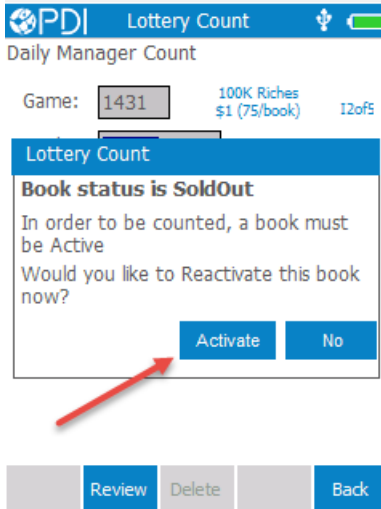 PDI Lottery Count
Daily Manager Count
Game: 1431 100K Riches
$1 (75/book) I2of5
Lottery Count
Book status is SoldOut
In order to be counted, a book must
be Active
Would you like to Reactivate this book
now?
Activate No
Review Delete Back